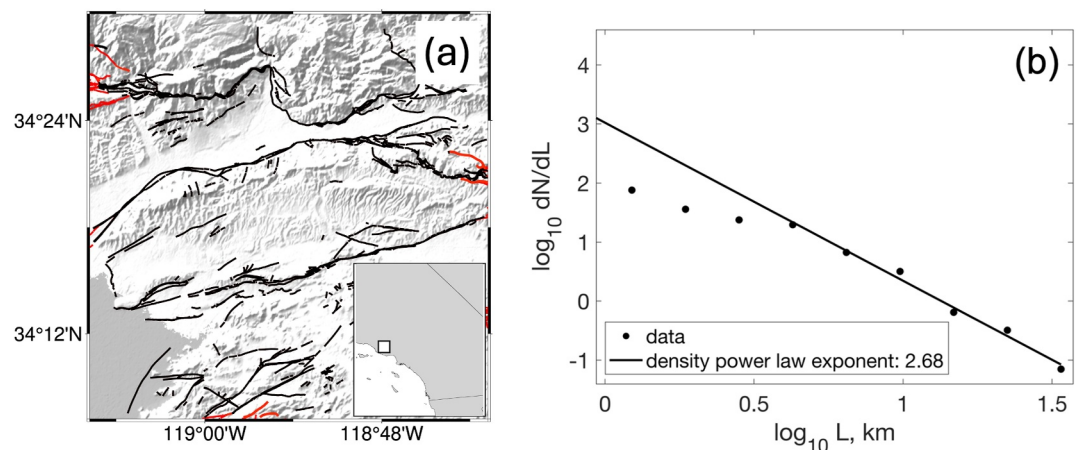 (a)
34°24'N
34°12'N
119°00'W
118°48'W
(b)
log10 dN/dL
4
3
2
1
0
-1
data
density power law exponent: 2.68
0
0.5
1
1.5
log10 L, km